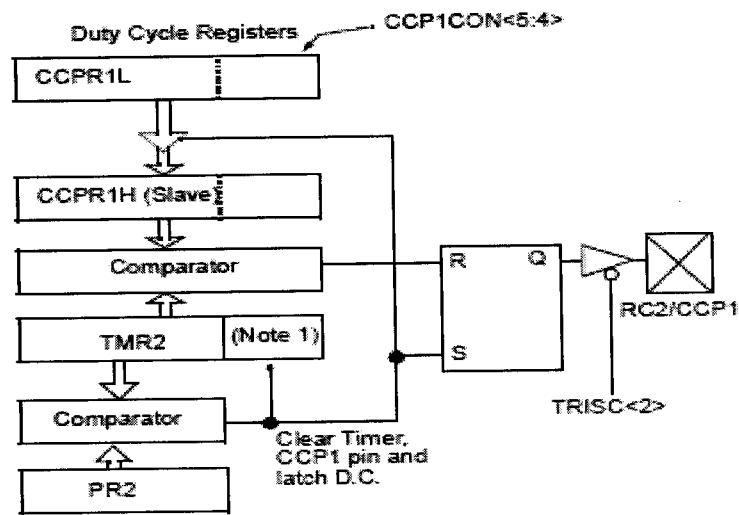 Duty Cycle Registers
CCP1CON<5:4>
CCPR1L
CCPR1H (Slave)
Comparator
R
Q
RC2/CCP1
TMR2
(Note 1)
S
Comparator
TRISC<2>
Clear Timer,
CCP1 pin and
latch D.C.
PR2